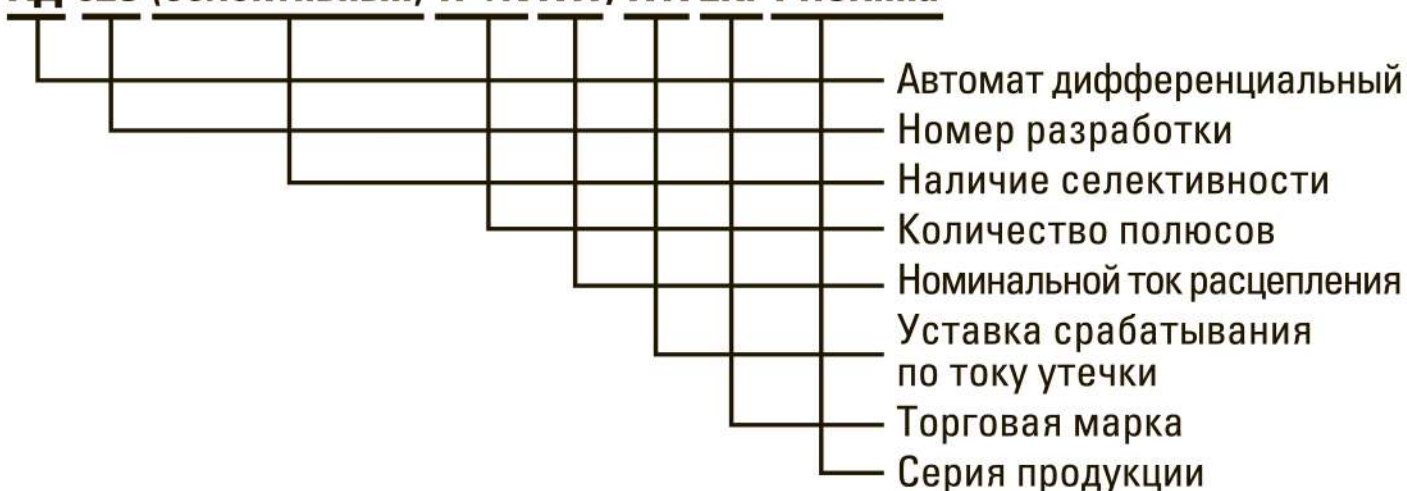 Автомат дифференциальный
Номер разработки
Наличие селективности
Количество полюсов
Номинальной ток расцепления
Уставка срабатывания
по току утечки
Торговая марка
Серия продукции